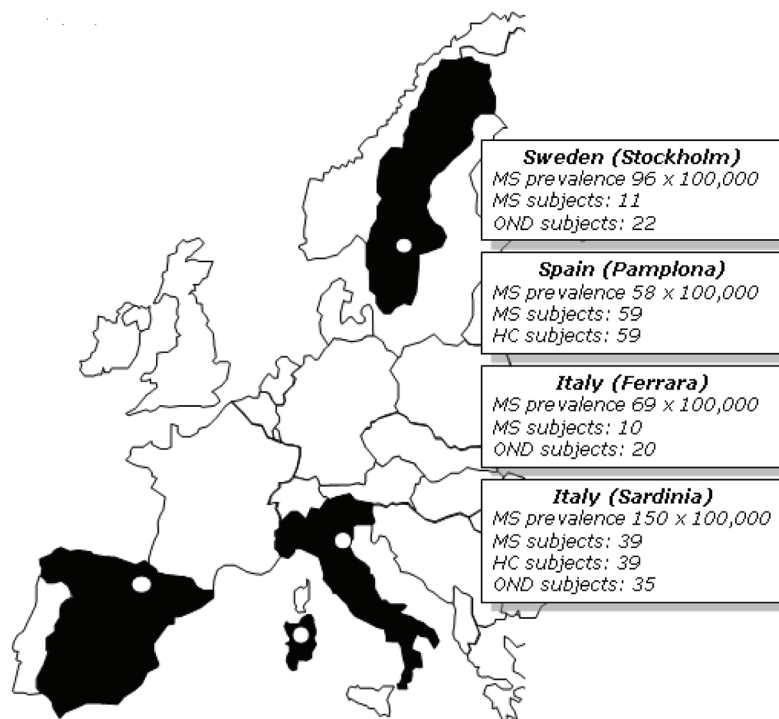 Sweden (Stockholm)
MS prevalence 96 x 100,000
MS subjects: 11
OND subjects: 22
Spain (Pamplona)
MS prevalence 58 x 100,000
MS subjects: 59
HC subjects: 59
Italy (Ferrara)
MS prevalence 69 x 100,000
MS subjects: 10
OND subjects: 20
Italy (Sardinia)
MS prevalence 150 x 100,000
MS subjects: 39
HC subjects: 39
OND subjects: 35